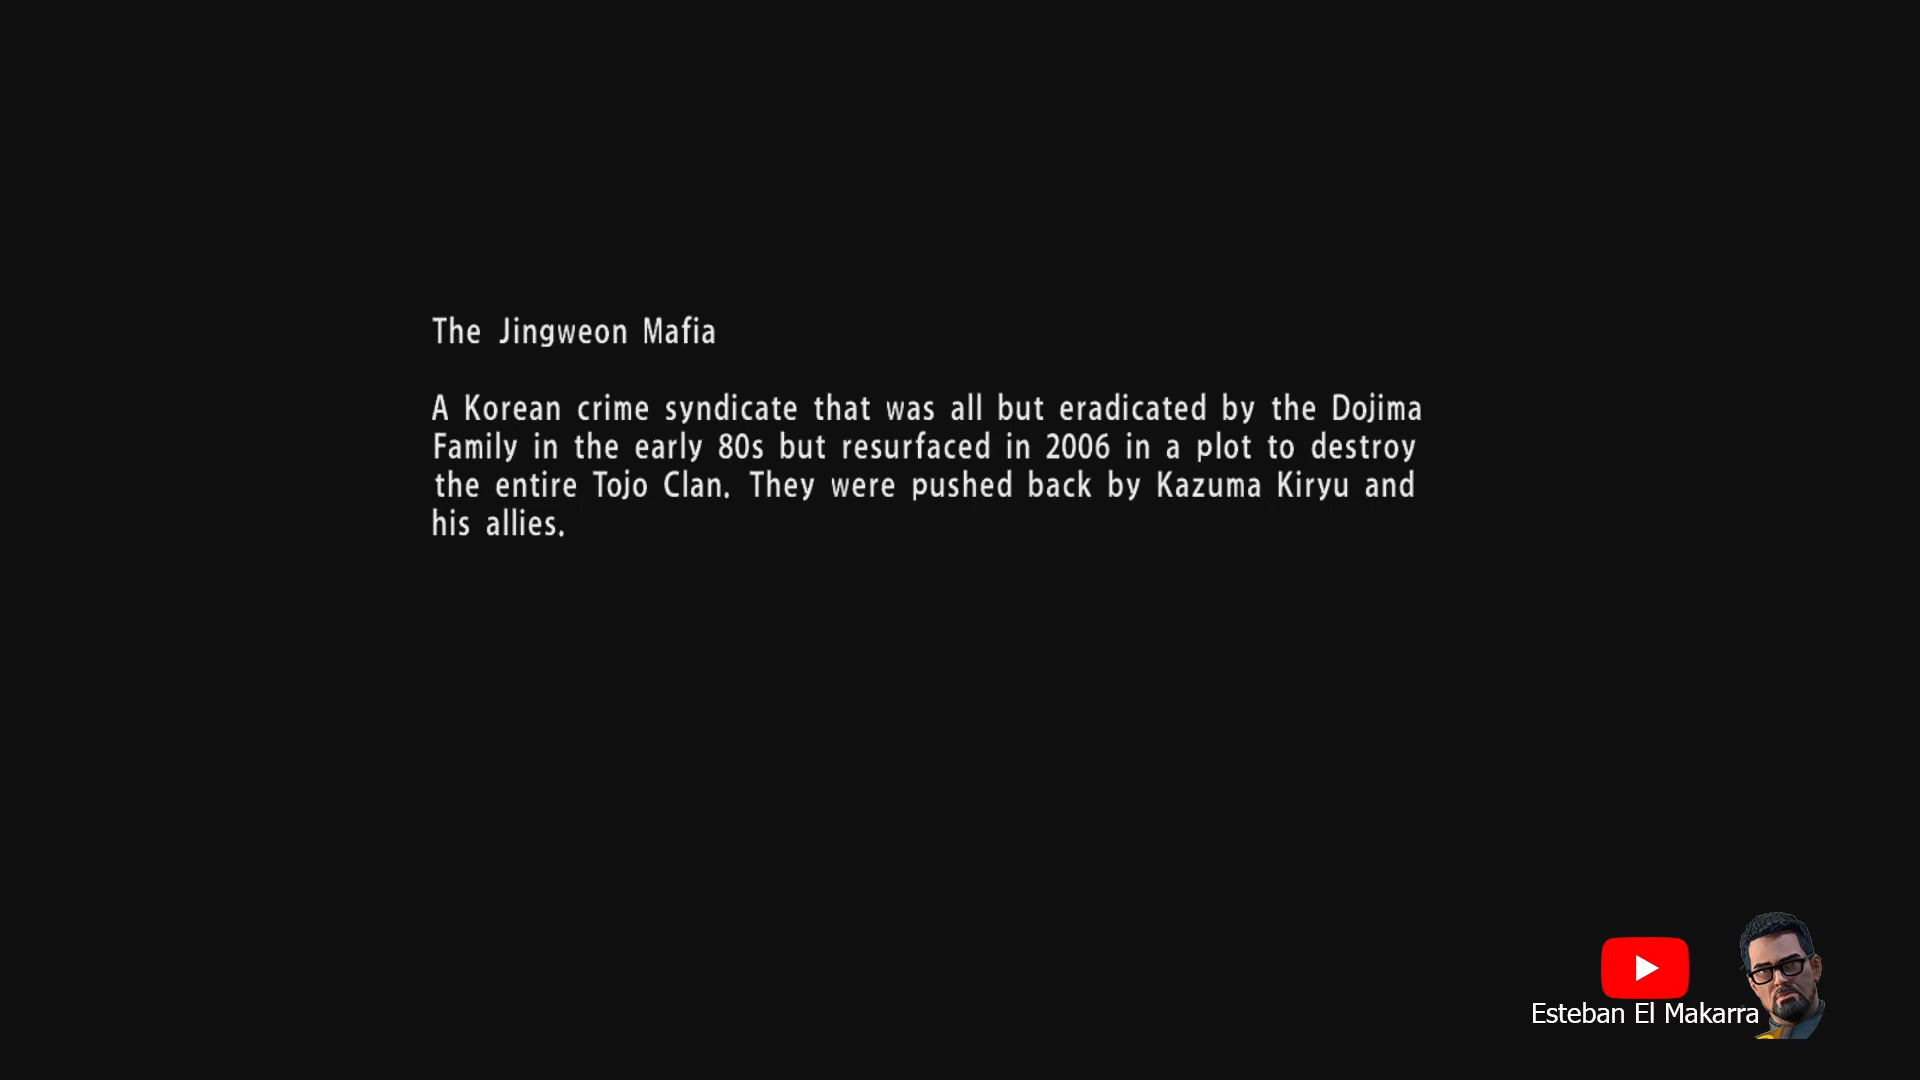 The Jingweon Mafia
A Korean crime syndicate that was all but eradicated by the Dojima
Family in the early 80s but resurfaced in 2006 in a plot to destroy
the entire Tojo Clan. They were pushed back by Kazuma Kiryu and
his allies.
Esteban El Makarra